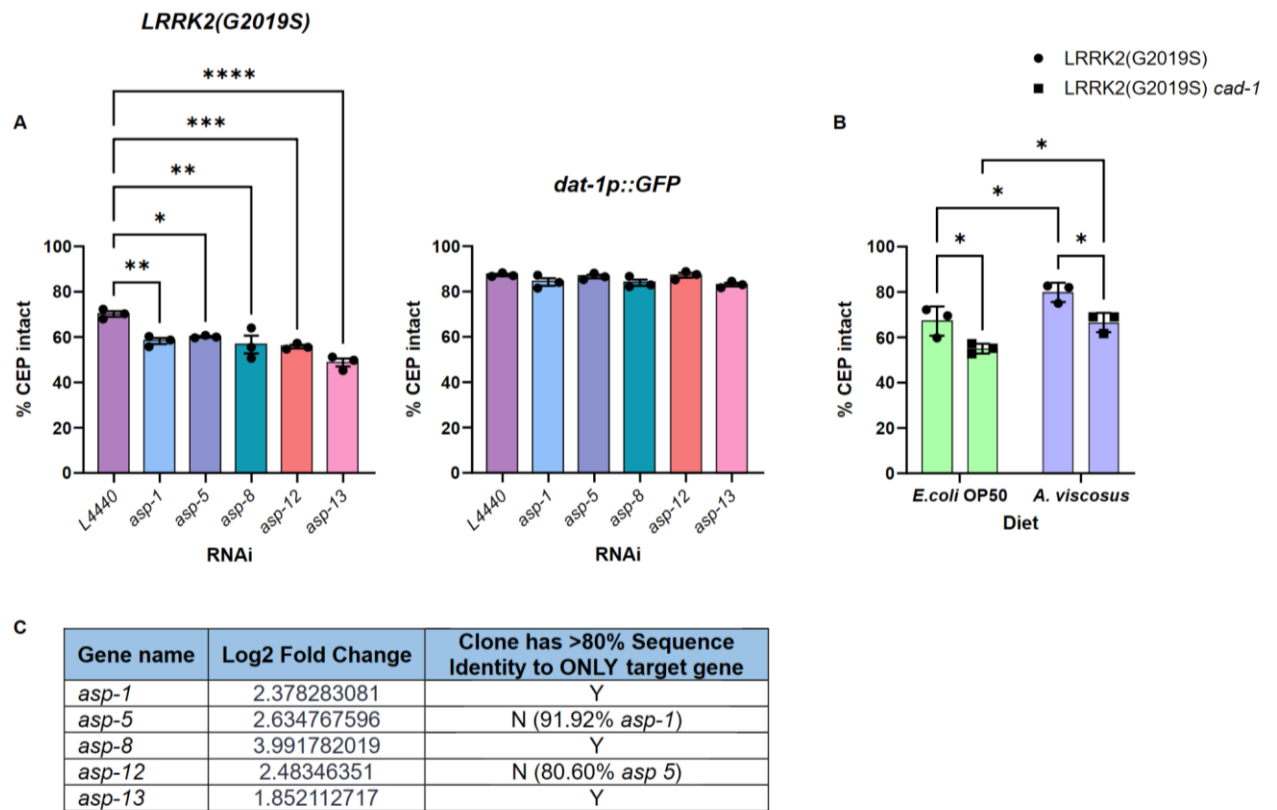 LRRK2(G2019S)
LRRK2(G2019S)
LRRK2(G2019S) cad-1
A
B
****
***
**
*
**
dat-1p::GFP
*
*
*
*
% CEP intact
100
80
60
40
20
0
L4440
asp-1
asp-5
asp-8
asp-12
asp-13
RNAi
% CEP intact
100
80
60
40
20
0
L4440
asp-1
asp-5
asp-8
asp-12
asp-13
RNAi
% CEP intact
100
80
60
40
20
0
E.coli OP50
A. viscosus
Diet
C
Gene name Log2 Fold Change Clone has >80% Sequence
Identity to ONLY target gene
asp-1 2.378283081 Y
asp-5 2.634767596 N (91.92% asp-1)
asp-8 3.991782019 Y
asp-12 2.48346351 N (80.60% asp 5)
asp-13 1.852112717 Y